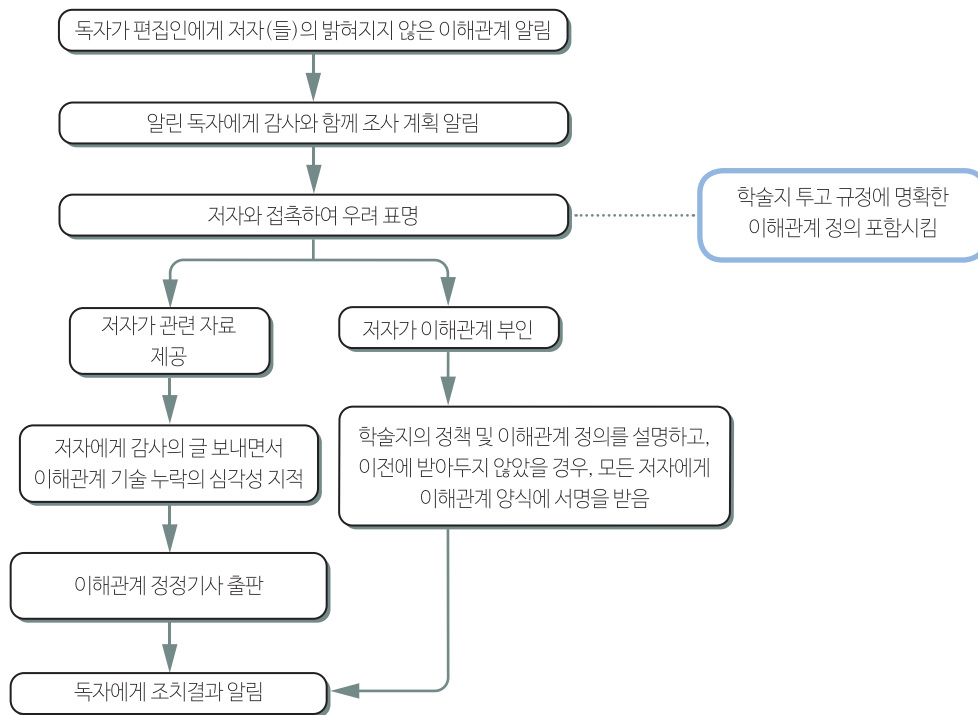 독자가 편집인에게 저자(들)의 밝혀지지 않은 이해관계 알림
알린 독자에게 감사와 함께 조사 계획 알림
저자와 접촉하여 우려 표명
학술지 투고 규정에 명확한
이해관계 정의 포함시킴
저자가 관련 자료
제공
저자가 이해관계 부인
저자에게 감사의 글 보내면서
이해관계 기술 누락의 심각성 지적
학술지의 정책 및 이해관계 정의를 설명하고,
이전에 받아두지 않았을 경우, 모든 저자에게
이해관계 양식에 서명을 받음
이해관계 정정기사 출판
독자에게 조치결과 알림